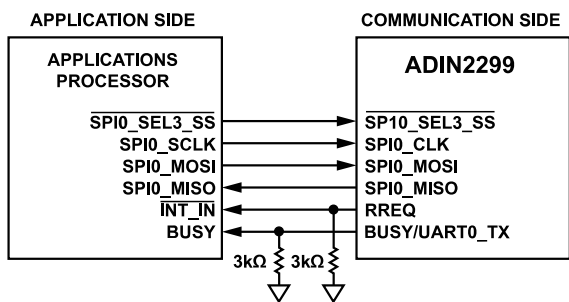 APPLICATION SIDE
COMMUNICATION SIDE
APPLICATIONS
PROCESSOR
ADIN2299
SPI0_SEL3_SS
SP10_SEL3_SS
SPI0_SCLK
SPI0_CLK
SPI0_MOSI
SPI0_MOSI
SPI0_MISO
SPI0_MISO
INT_IN
RREQ
BUSY
BUSY/UART0_TX
3kΩ
3kΩ